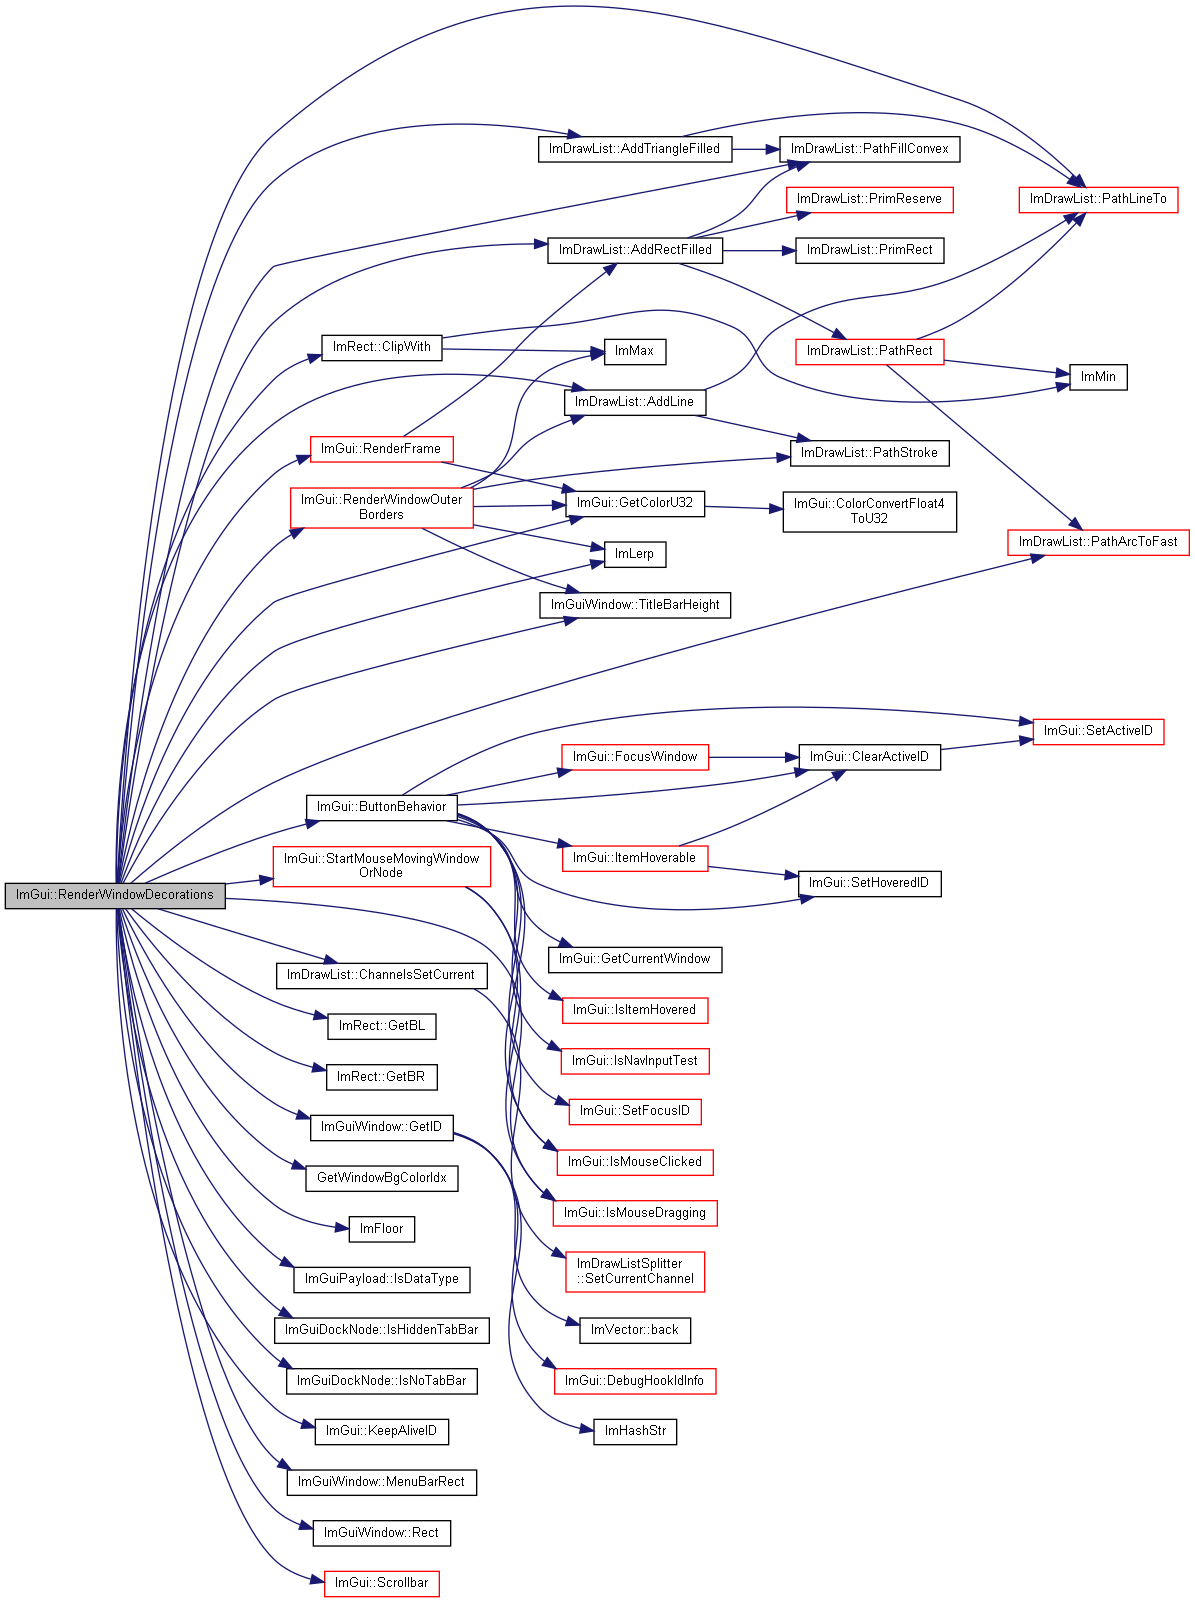 ImDrawList::AddTriangleFilled
ImDrawList::PathFillConvex
ImDrawList::PrimReserve
ImDrawList::PathLineTo
ImDrawList::AddRectFilled
ImDrawList::PrimRect
ImRect::ClipWith
ImMax
ImDrawList::PathRect
ImMin
ImDrawList::AddLine
ImGui::RenderFrame
ImDrawList::PathStroke
ImGui::RenderWindowOuter
Borders
ImGui::GetColorU32
ImGui::ColorConvertFloat4
ToU32
ImDrawList::PathArcToFast
ImLerp
ImGuiWindow::TitleBarHeight
ImGui::SetActiveID
ImGui::FocusWindow
ImGui::ClearActiveID
ImGui::ButtonBehavior
ImGui::StartMouseMovingWindow
OrNode
ImGui::ItemHoverable
ImGui::SetHoveredID
ImGui::RenderWindowDecorations
ImGui::GetCurrentWindow
ImDrawList::ChannelsSetCurrent
ImGui::IsItemHovered
ImRect::GetBL
ImGui::IsNavInputTest
ImRect::GetBR
ImGui::SetFocusID
ImGuiWindow::GetID
ImGui::IsMouseClicked
GetWindowBgColorIdx
ImGui::IsMouseDragging
ImFloor
ImDrawListSplitter
::SetCurrentChannel
ImGuiPayload::IsDataType
ImGuiDockNode::IsHiddenTabBar
ImVector::back
ImGuiDockNode::IsNoTabBar
ImGui::DebugHookIdInfo
ImGui::KeepAliveID
ImHashStr
ImGuiWindow::MenuBarRect
ImGuiWindow::Rect
ImGui::Scrollbar